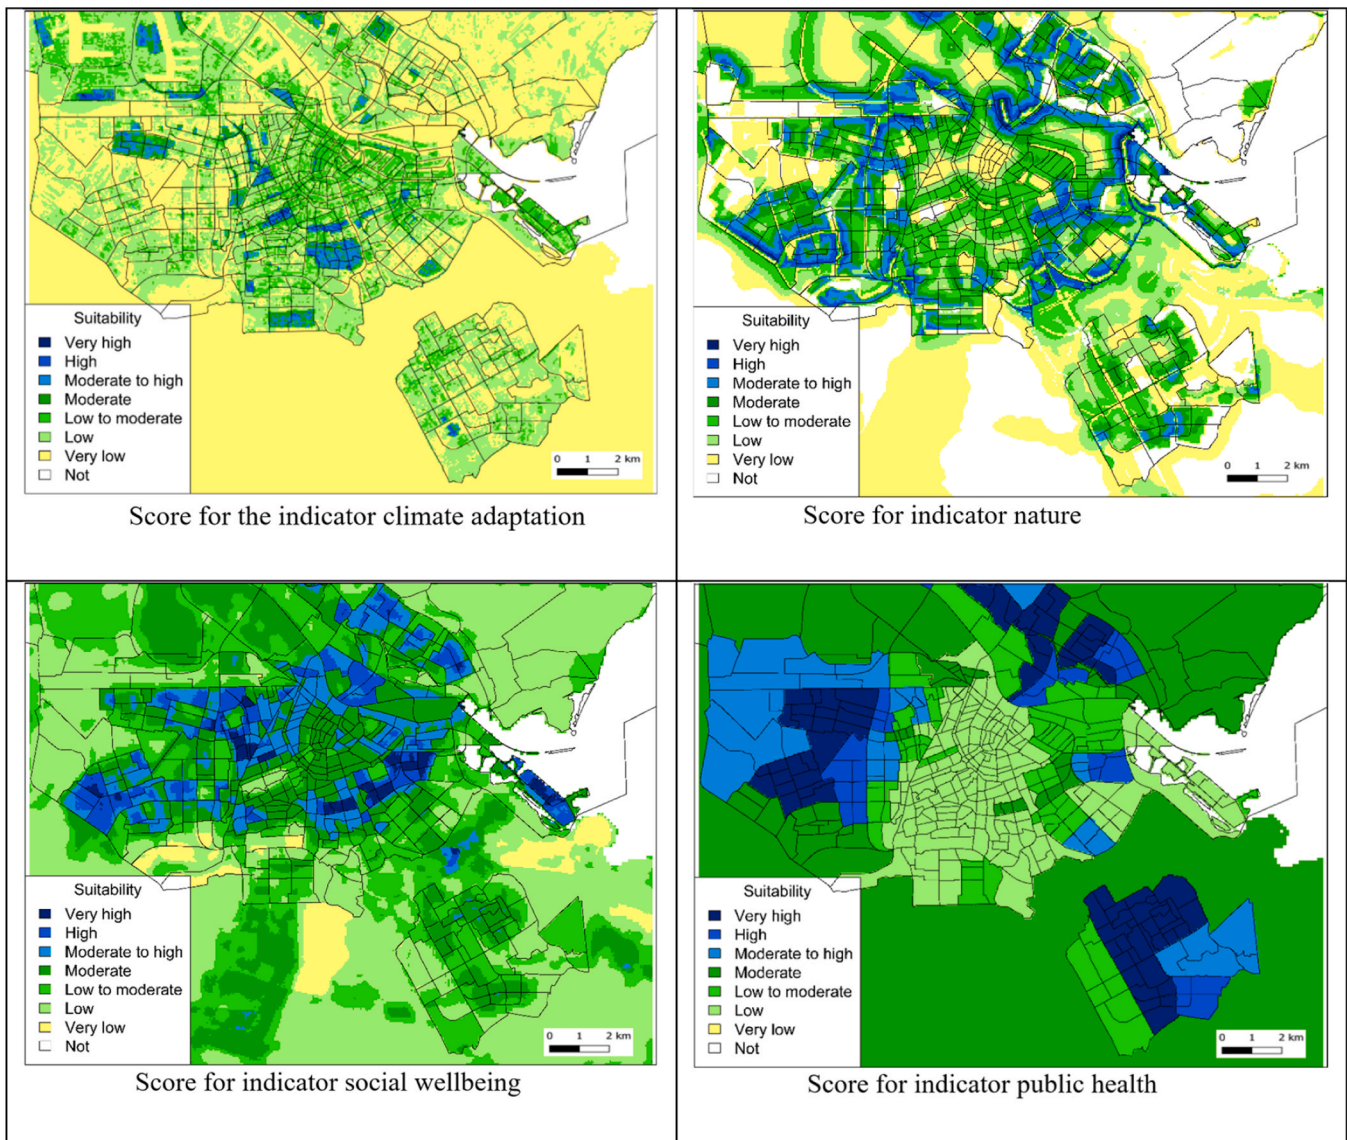 Suitability
Very high
High
Moderate to high
Moderate
Low to moderate
Low
Very low
Not
0 1 2 km
Score for the indicator climate adaptation
Suitability
Very high
High
Moderate to high
Moderate
Low to moderate
Low
Very low
Not
0 1 2 km
Score for indicator nature
Suitability
Very high
High
Moderate to high
Moderate
Low to moderate
Low
Very low
Not
0 1 2 km
Score for indicator social wellbeing
Suitability
Very high
High
Moderate to high
Moderate
Low to moderate
Low
Very low
Not
0 1 2 km
Score for indicator public health